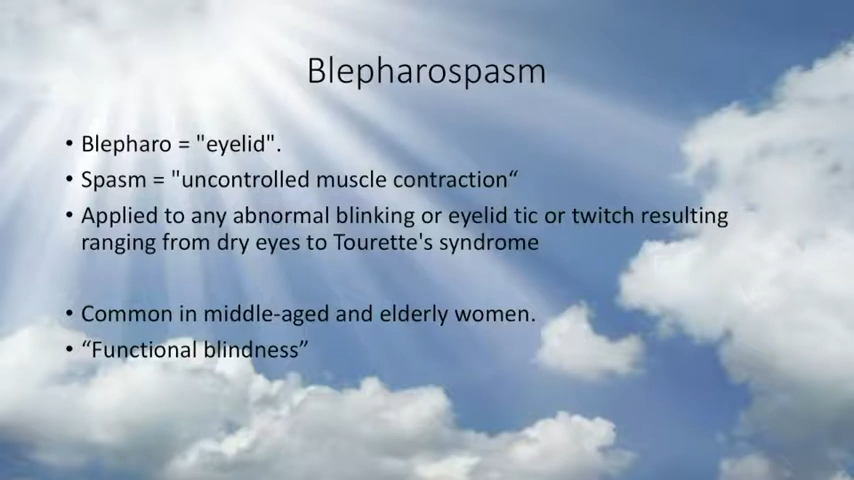 Blepharospasm
• Blepharo = "eyelid".
• Spasm = "uncontrolled muscle contraction“
• Applied to any abnormal blinking or eyelid tic or twitch resulting
ranging from dry eyes to Tourette's syndrome
• Common in middle-aged and elderly women.
• “Functional blindness”